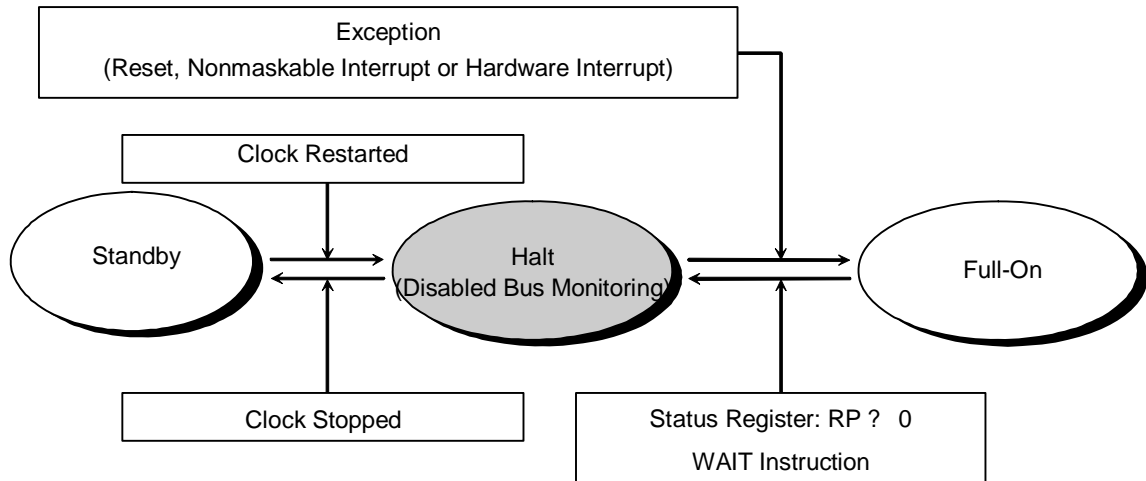 Exception
(Reset, Nonmaskable Interrupt or Hardware Interrupt)
Clock Restarted
Standby
Halt
(Disabled Bus Monitoring)
Full-On
Clock Stopped
Status Register: RP ? 0
WAIT Instruction